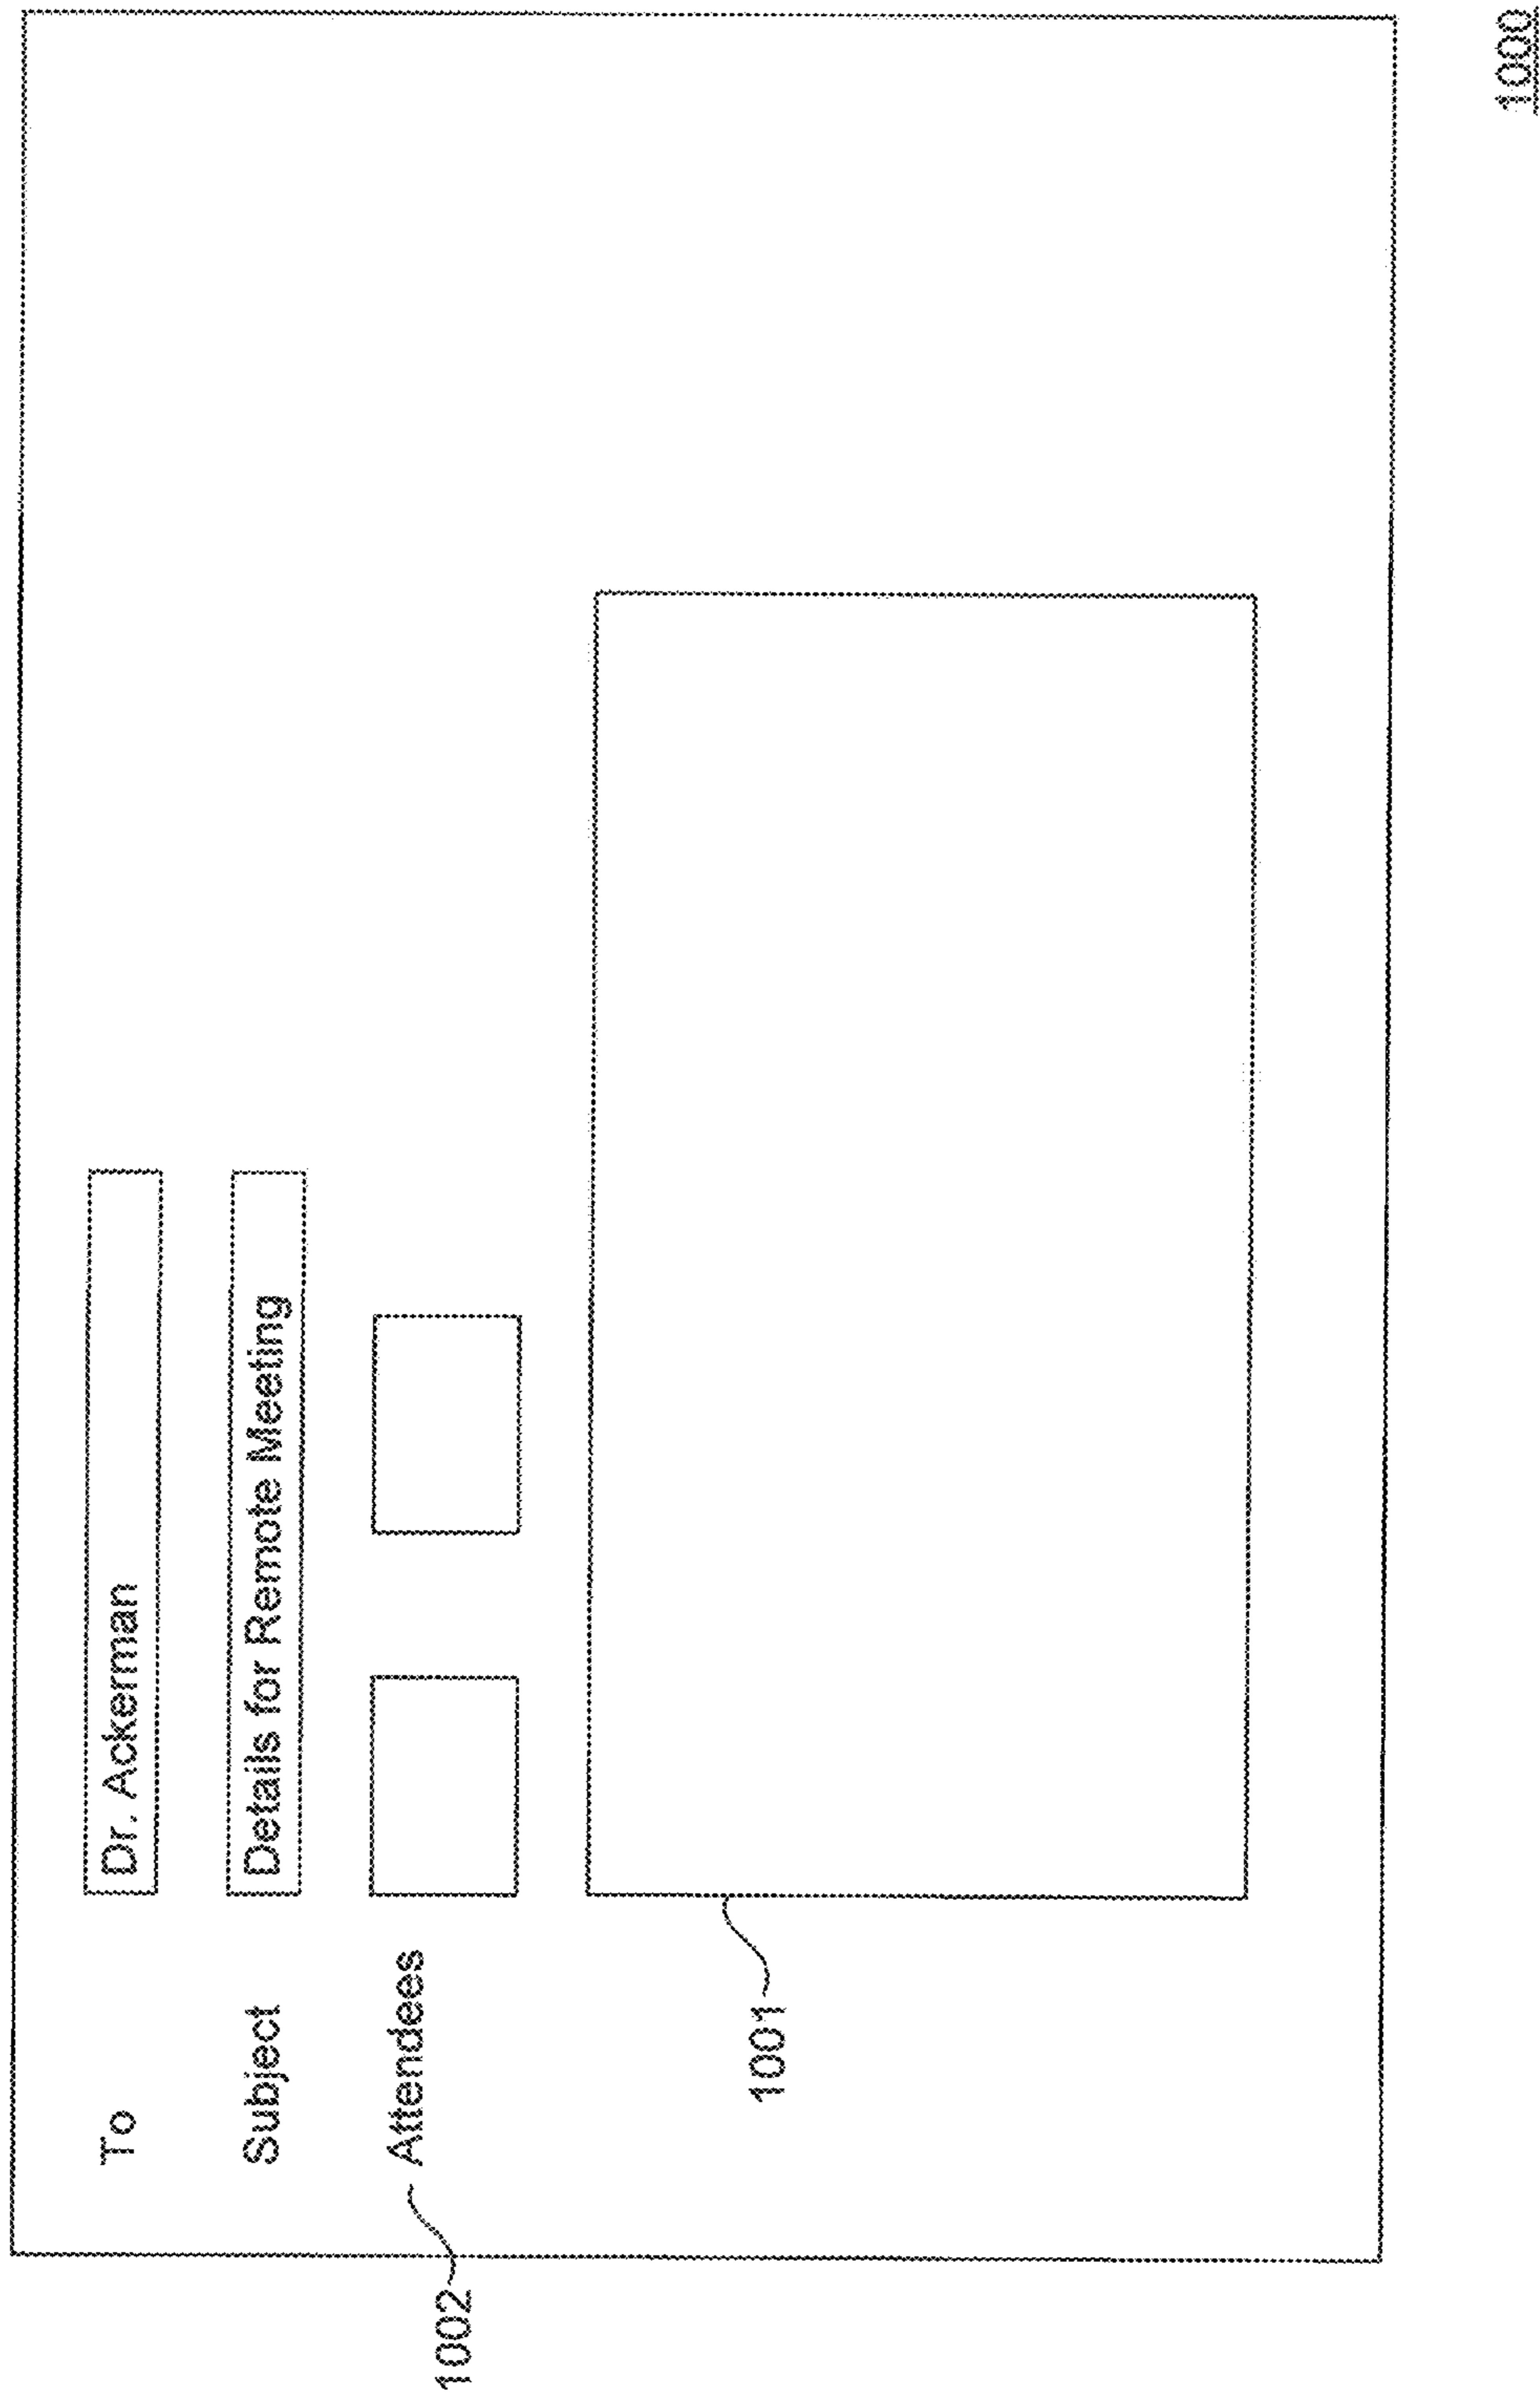 To Dr. Ackerman
Subject Details for Remote Meeting
1002 Attendees
1001
1000